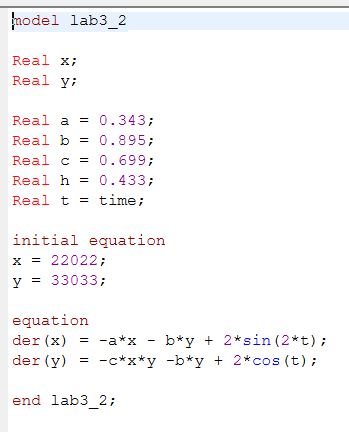 model lab3_2
Real x;
Real y;
Real a = 0.343;
Real b = 0.895;
Real c = 0.699;
Real h = 0.433;
Real t = time;
initial equation
x = 22022;
y = 33033;
equation
der(x) = -a*x - b*y + 2*sin(2*t);
der(y) = -c*x*y -b*y + 2*cos(t);
end lab3_2;